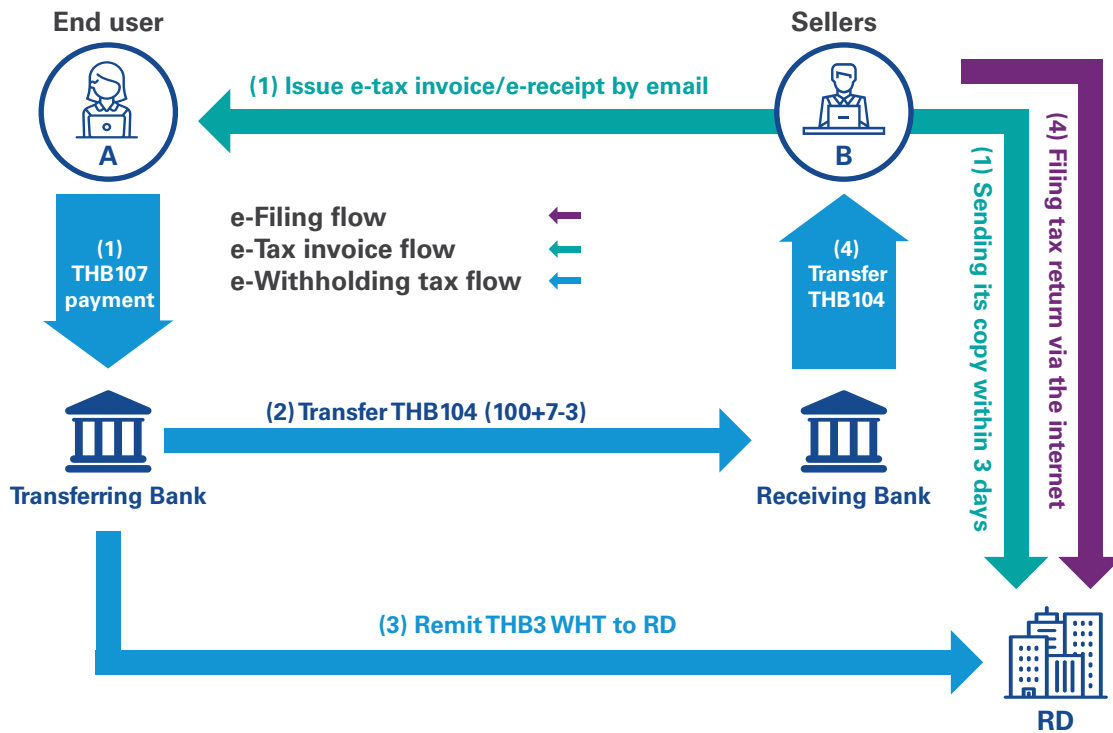 End user
Sellers
(1) Issue e-tax invoice/e-receipt by email
A
B
(1)
THB107
payment
e-Filing flow
e-Tax invoice flow
e-Withholding tax flow
(4)
Transfer
THB104
(1) Sending its copy within 3 days
(4) Filing tax return via the internet
(2) Transfer THB104 (100+7-3)
Transferring Bank
Receiving Bank
(3) Remit THB3 WHT to RD
RD